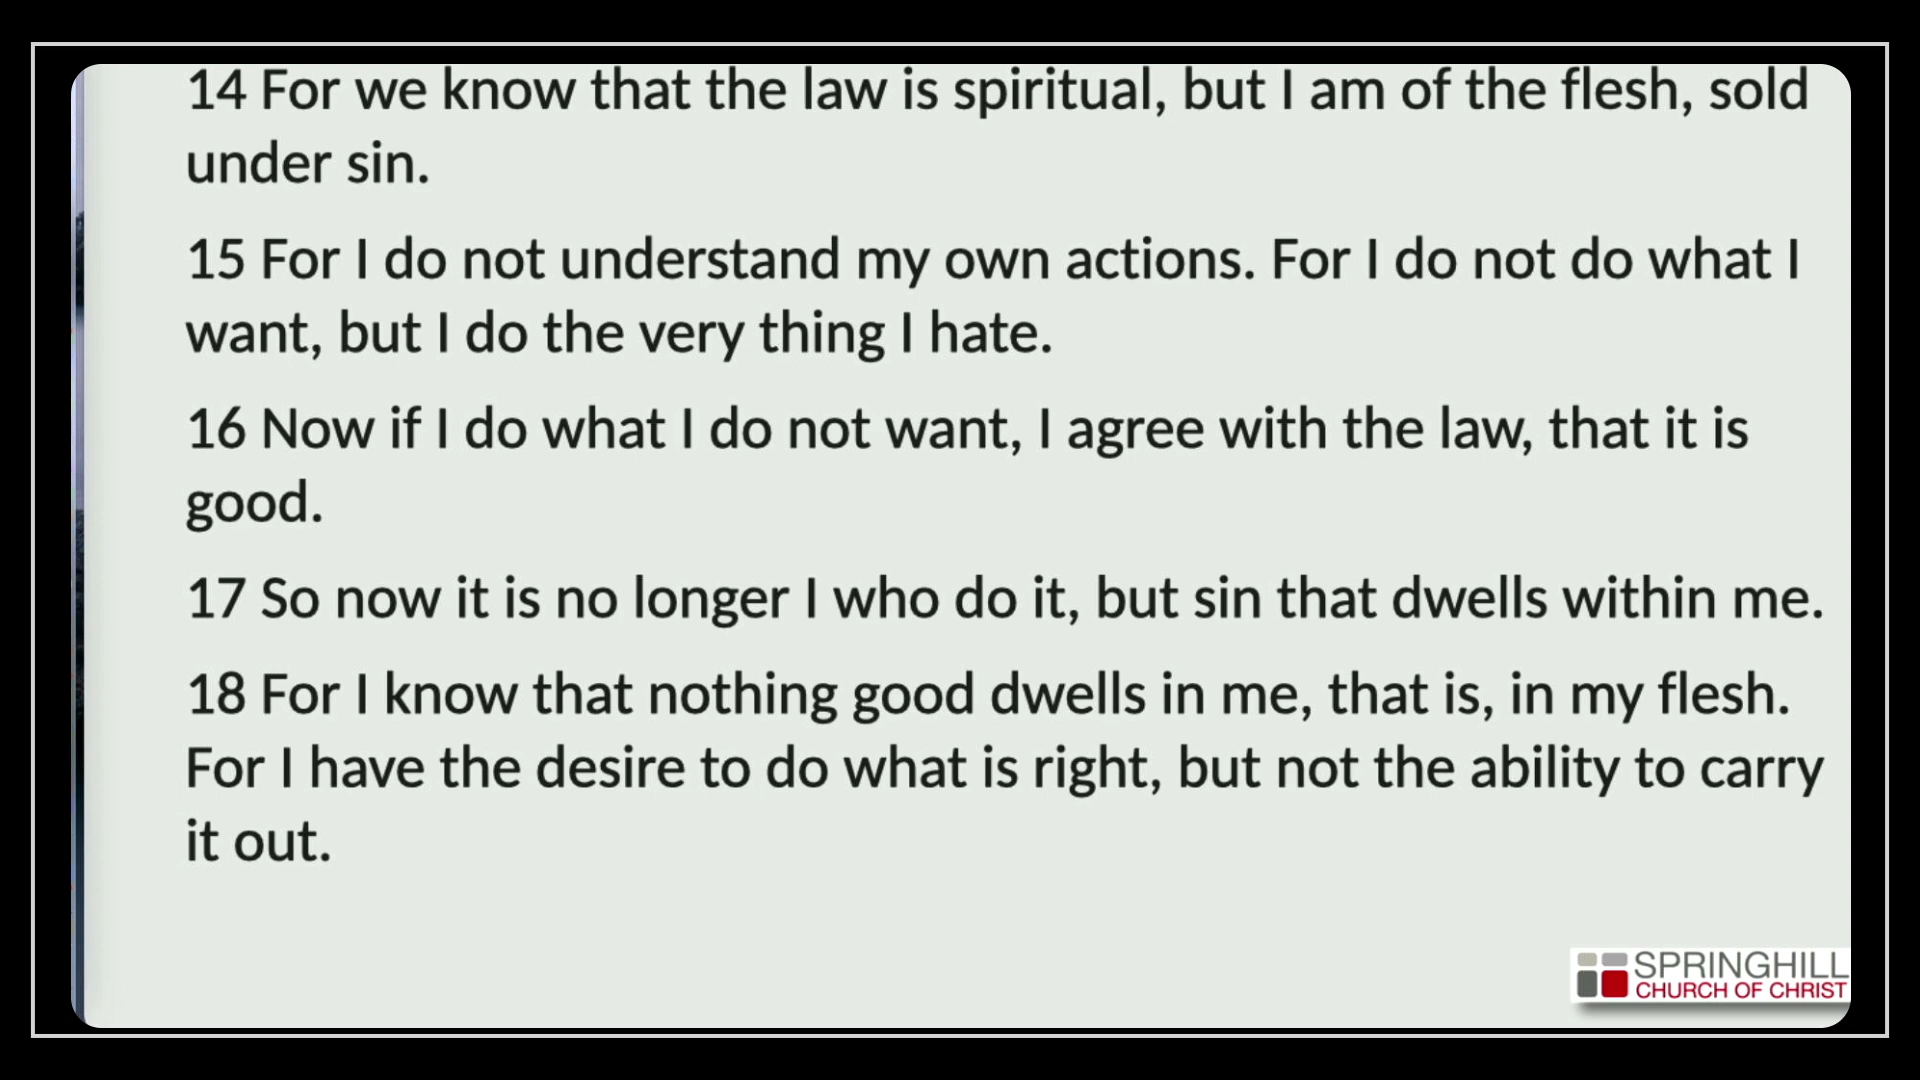 14 For we know that the law is spiritual, but I am of the flesh, sold
under sin.
15 For I do not understand my own actions. For I do not do what I
want, but I do the very thing I hate.
16 Now if I do what I do not want, I agree with the law, that it is
good.
17 So now it is no longer I who do it, but sin that dwells within me.
18 For I know that nothing good dwells in me, that is, in my flesh.
For I have the desire to do what is right, but not the ability to carry
it out.
SPRINGHILL
CHURCH OF CHRIST